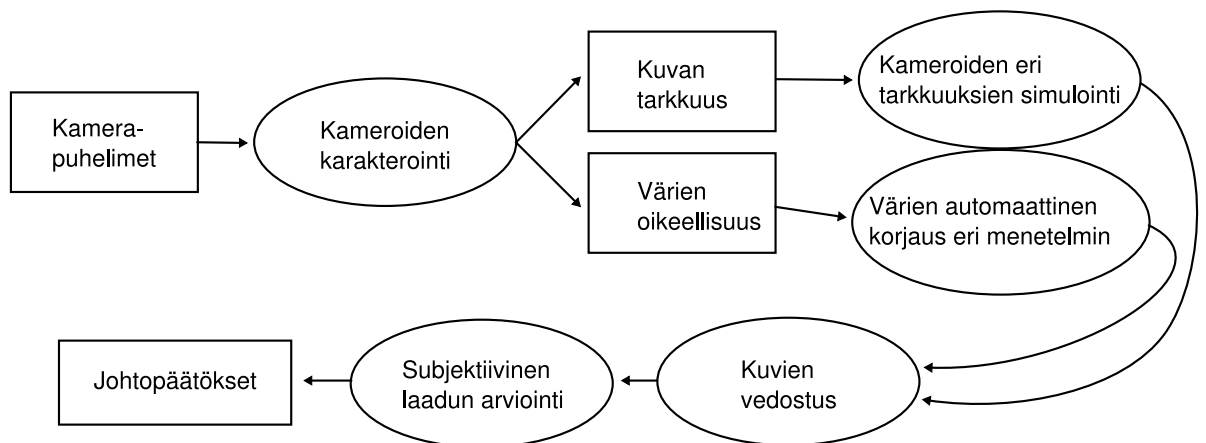 Kamera-
puhelimet
Kameroiden
karakterointi
Kuvan
tarkkuus
Värien
oikeellisuus
Kameroiden eri
tarkkuuksien simulointi
Värien automaattinen
korjaus eri menetelmin
Kuvien
vedostus
Subjektiivinen
laadun arviointi
Johtopäätökset